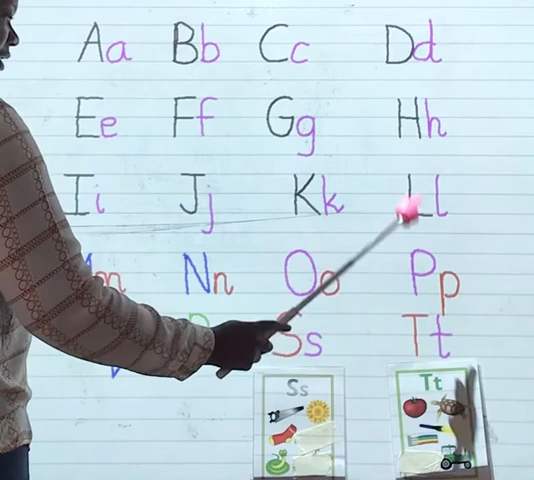 Aa Bb Cc Dd
Ee Ff Gg Hh
Ii Jj Kk Ll
Nn Oo Pp
Ss Tt
Ss Tt